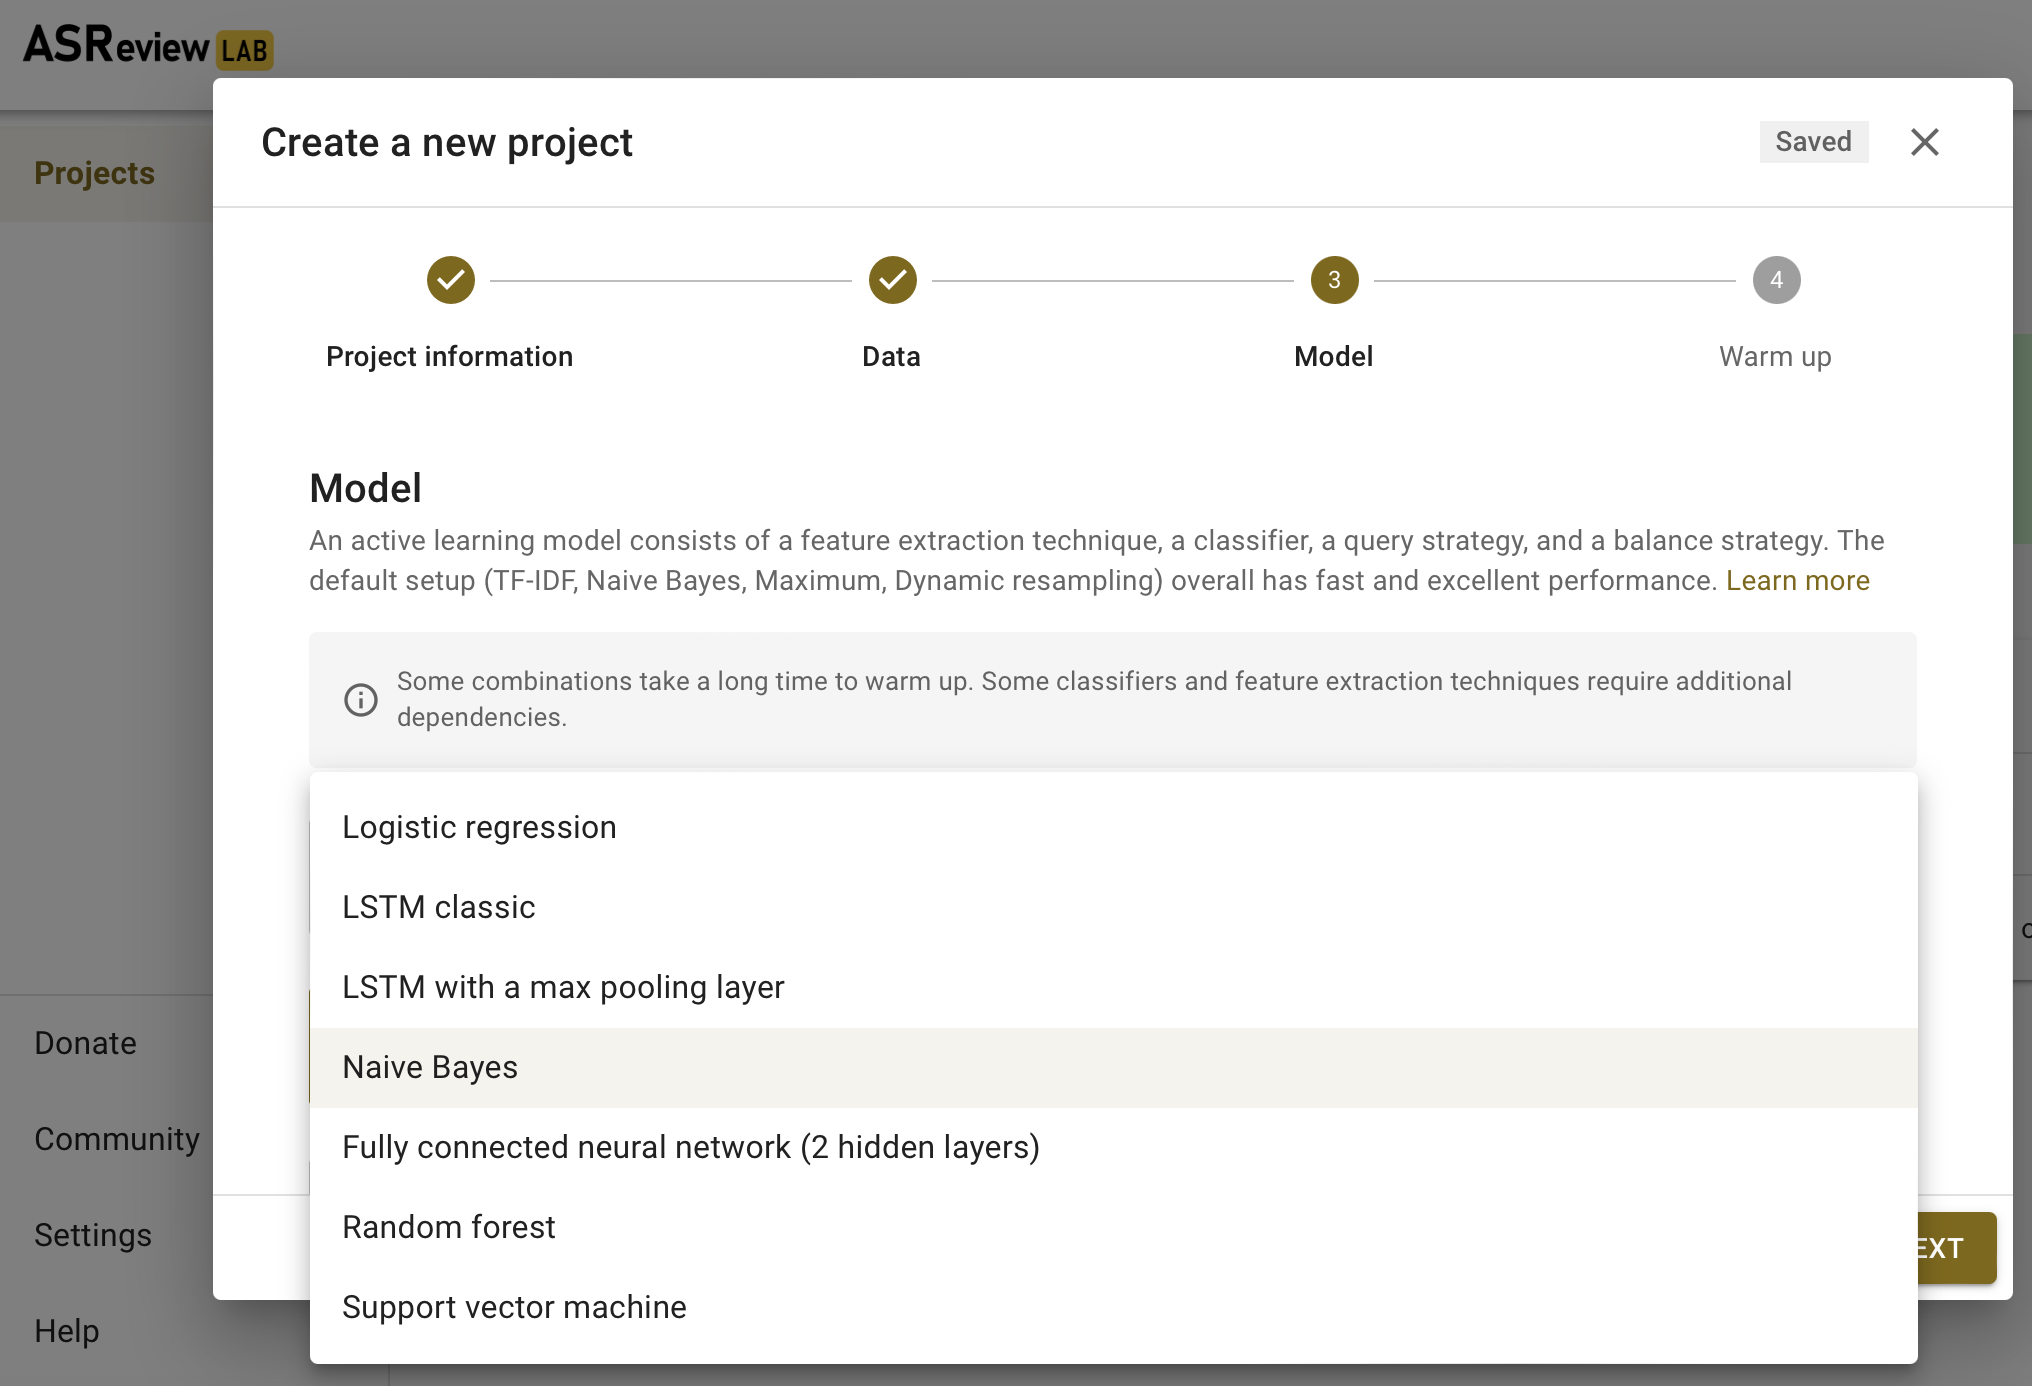 ASReview LAB
Projects
Create a new project
Saved
3
4
Project information
Data
Model
Warm up
Model
An active learning model consists of a feature extraction technique, a classifier, a query strategy, and a balance strategy. The
default setup (TF-IDF, Naive Bayes, Maximum, Dynamic resampling) overall has fast and excellent performance. Learn more
Some combinations take a long time to warm up. Some classifiers and feature extraction techniques require additional
dependencies.
Logistic regression
LSTM classic
LSTM with a max pooling layer
Naive Bayes
Fully connected neural network (2 hidden layers)
Random forest
Support vector machine
EXT
Donate
Community
Settings
Help